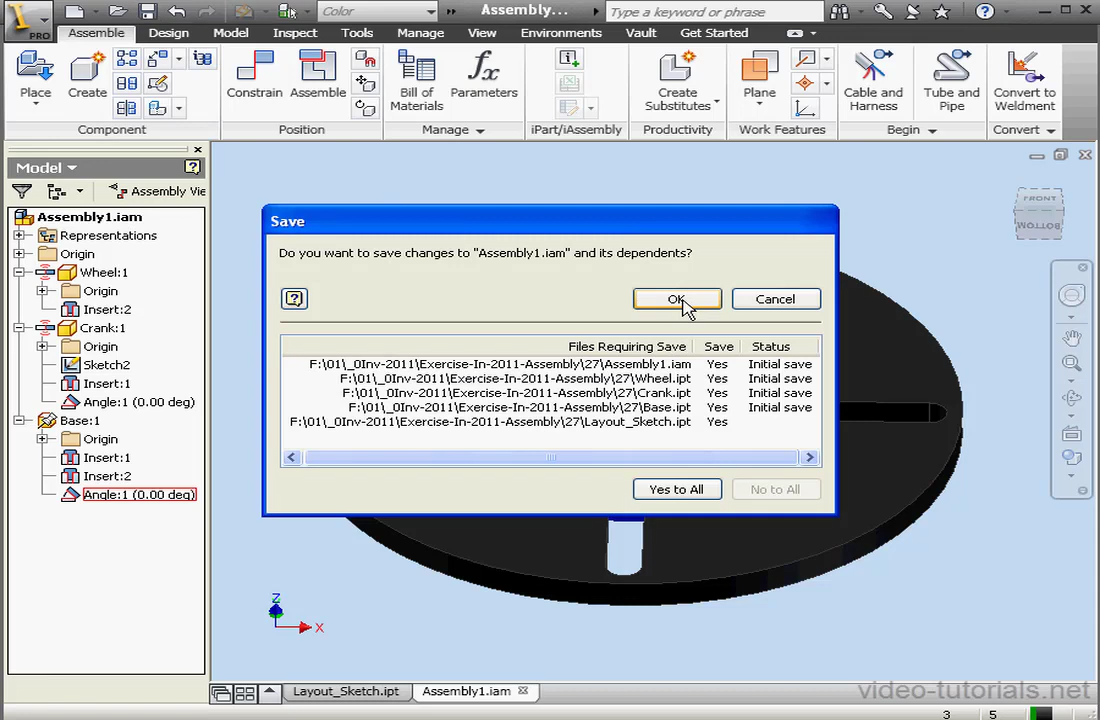 PRO
Color
Assembly...
Type a keyword or phrase
Assemble
Design
Model
Inspect
Tools
Manage
View
Environments
Vault
Get Started
Place
Create
Constrain
Assemble
Bill of
Materials
fx
Parameters
Create
Substitutes
Plane
Cable and
Harness
Tube and
Pipe
Convert to
Weldment
Component
Position
Manage
iPart/iAssembly
Productivity
Work Features
Begin
Convert
Model
Assembly Vie
Assembly1.iam
Representations
Origin
Wheel:1
Origin
Insert:2
Crank:1
Origin
Sketch2
Insert:1
Angle:1 (0.00 deg)
Base:1
Origin
Insert:1
Insert:2
Angle:1 (0.00 deg)
FRONT
BOTTOM
Save
Do you want to save changes to "Assembly1.iam" and its dependents?
OK
Cancel
Files Requiring Save Save Status
F:\01\_0Inv-2011\Exercise-In-2011-Assembly\27\Assembly1.iam Yes Initial save
F:\01\_0Inv-2011\Exercise-In-2011-Assembly\27\Wheel.ipt Yes Initial save
F:\01\_0Inv-2011\Exercise-In-2011-Assembly\27\Crank.ipt Yes Initial save
F:\01\_0Inv-2011\Exercise-In-2011-Assembly\27\Base.ipt Yes Initial save
F:\01\_0Inv-2011\Exercise-In-2011-Assembly\27\Layout_Sketch.ipt Yes
Yes to All
No to All
Z
X
Layout_Sketch.ipt
Assembly1.iam
video-tutorials.net
3
5